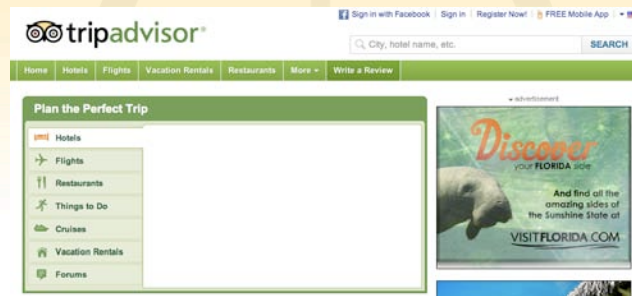 Sign in with Facebook | Sign in | Register Now! | FREE Mobile App |
tripadvisor®
City, hotel name, etc.
SEARCH
Home Hotels Flights Vacation Rentals Restaurants More Write a Review
Plan the Perfect Trip
advertisement
Hotels
Flights
Restaurants
Things to Do
Cruises
Vacation Rentals
Forums
Discover
your FLORIDA side
And find all the
amazing sides of
the Sunshine State at
VISITFLORIDA.COM